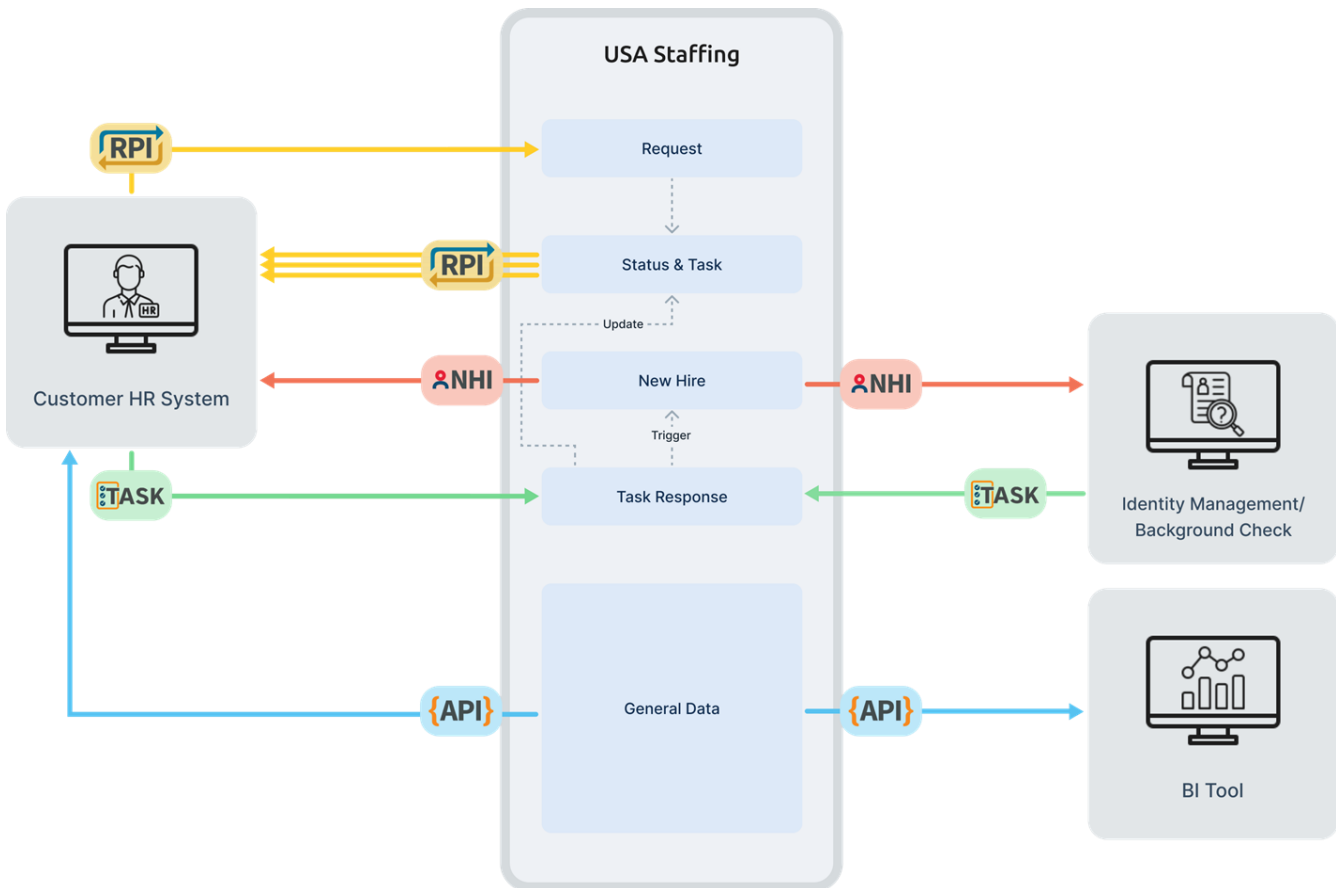 USA Staffing
RPI
Request
RPI
Status & Task
HR
Update
Customer HR System
NHI
New Hire
NHI
Trigger
TASK
Task Response
TASK
?
Identity Management/
Background Check
{API}
General Data
{API}
BI Tool